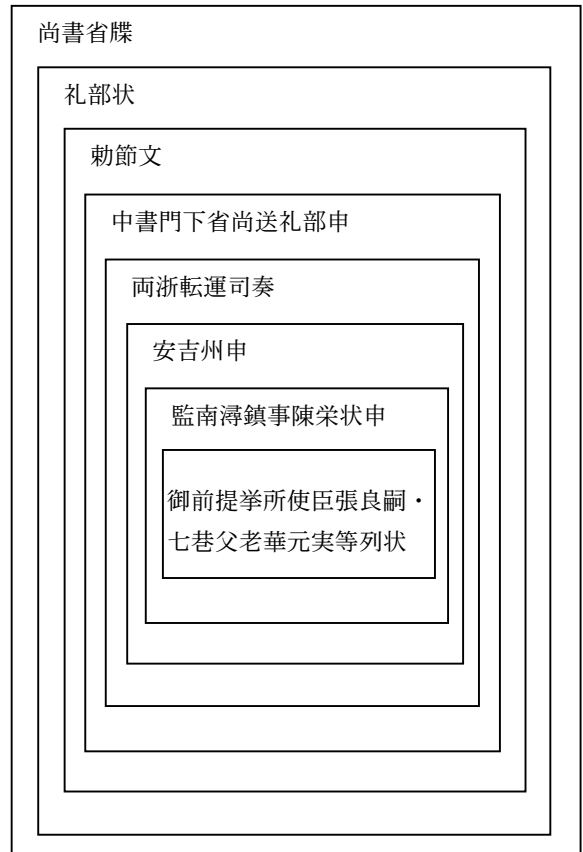 尚書省牒
礼部状
勅節文
中書門下省尚送礼部申
両浙転運司奏
安吉州申
監南潯鎮事陳栄状申
御前提挙所使臣張良嗣・
七巷父老華元実等列状